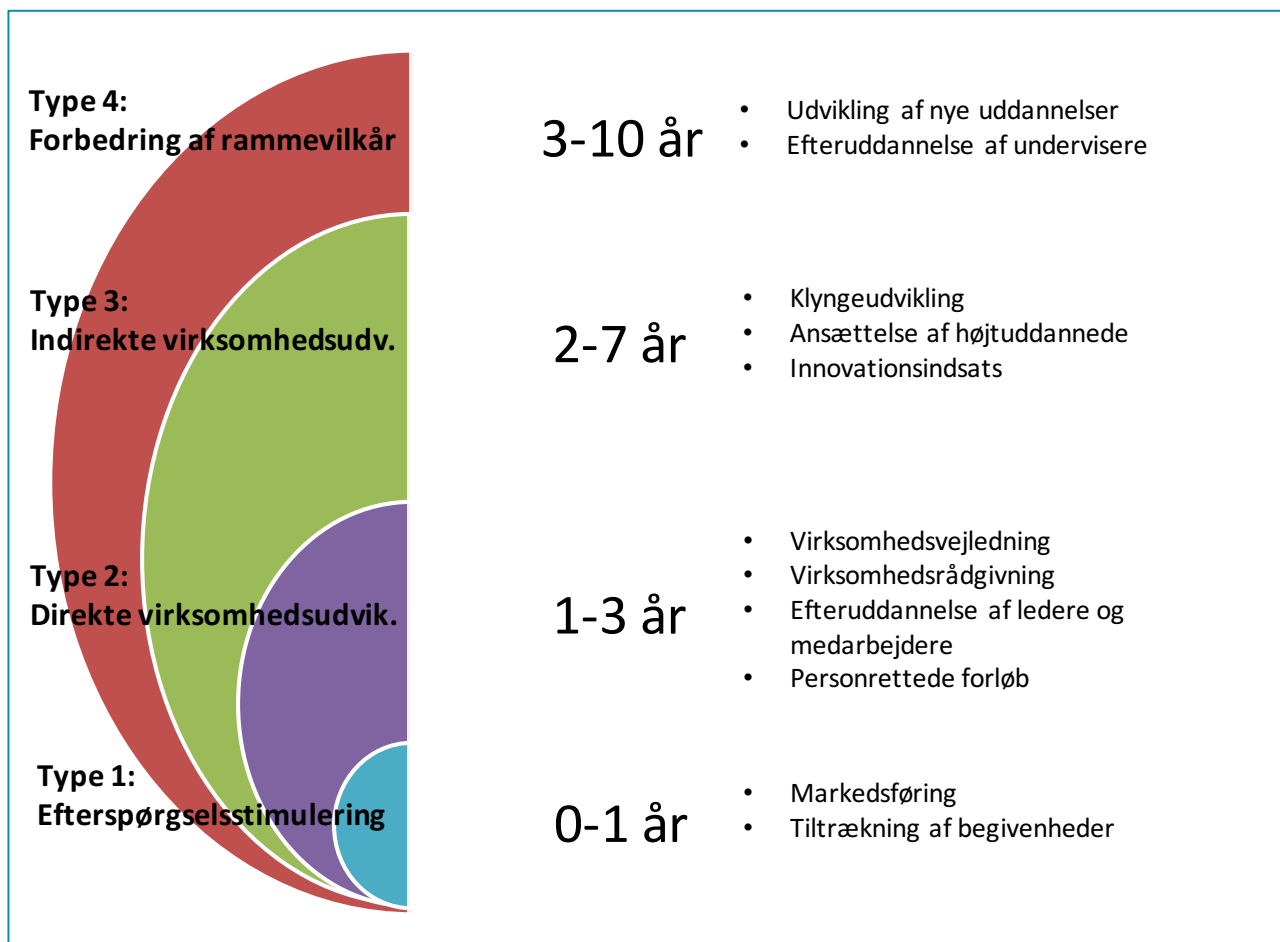 Type 4:
Forbedring af rammevilkår
3-10 år
• Udvikling af nye uddannelser
• Efteruddannelse af undervisere
Type 3:
Indirekte virksomhedsudv.
2-7 år
• Klyngeudvikling
• Ansættelse af højtuddannede
• Innovationsindsats
Type 2:
Direkte virksomhedsudvik.
1-3 år
• Virksomhedsvejledning
• Virksomhedsrådgivning
• Efteruddannelse af ledere og
medarbejdere
• Personrettede forløb
Type 1:
Efterspørgselsstimulering
0-1 år
• Markedsføring
• Tiltrækning af begivenheder